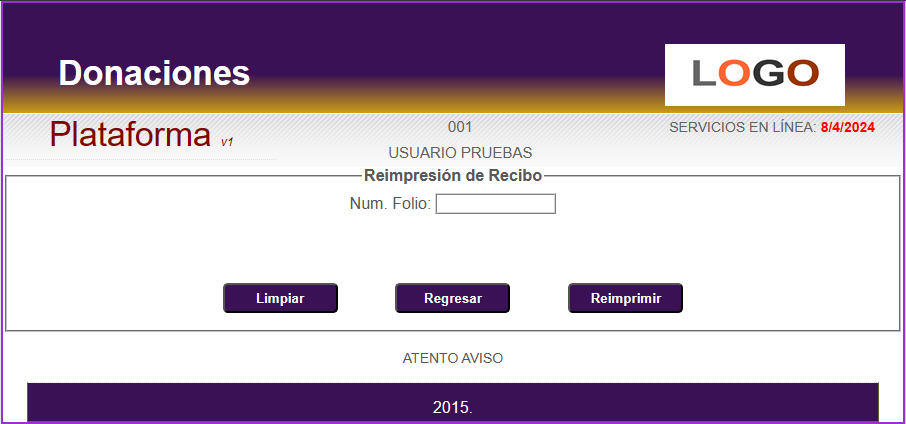 Donaciones
LOGO
Plataforma v1
001
SERVICIOS EN LÍNEA: 8/4/2024
USUARIO PRUEBAS
Reimpresión de Recibo
Num. Folio:
Limpiar Regresar Reimprimir
ATENTO AVISO
2015.